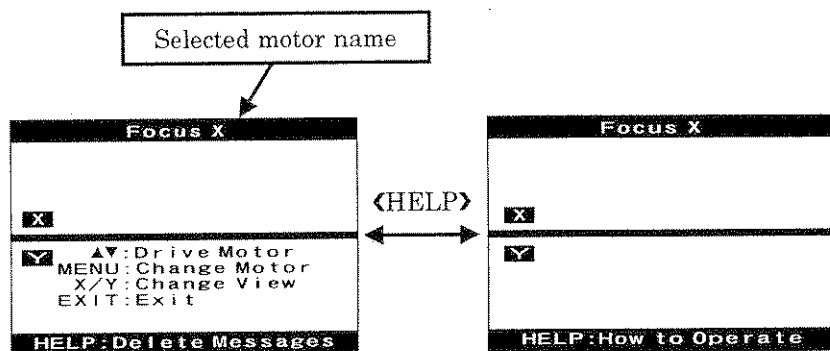 Selected motor name
Focus X
X
Y
▲▼:Drive Motor
MENU:Change Motor
X/Y:Change View
EXIT:Exit
HELP:Delete Messages
《HELP》
Focus X
X
Y
HELP:How to Operate